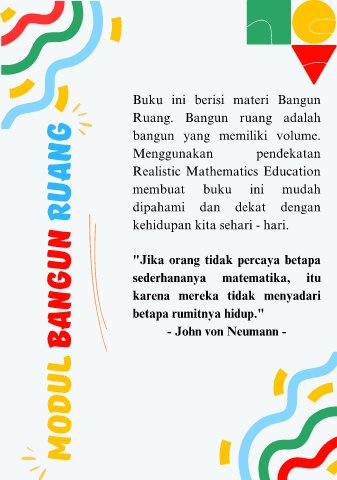 MODUL BANGUN RUANG
Buku ini berisi materi Bangun
Ruang. Bangun ruang adalah
bangun yang memiliki volume.
Menggunakan pendekatan
Realistic Mathematics Education
membuat buku ini mudah
dipahami dan dekat dengan
kehidupan kita sehari - hari.
"Jika orang tidak percaya betapa
sederhananya matematika, itu
karena mereka tidak menyadari
betapa rumitnya hidup."
- John von Neumann -